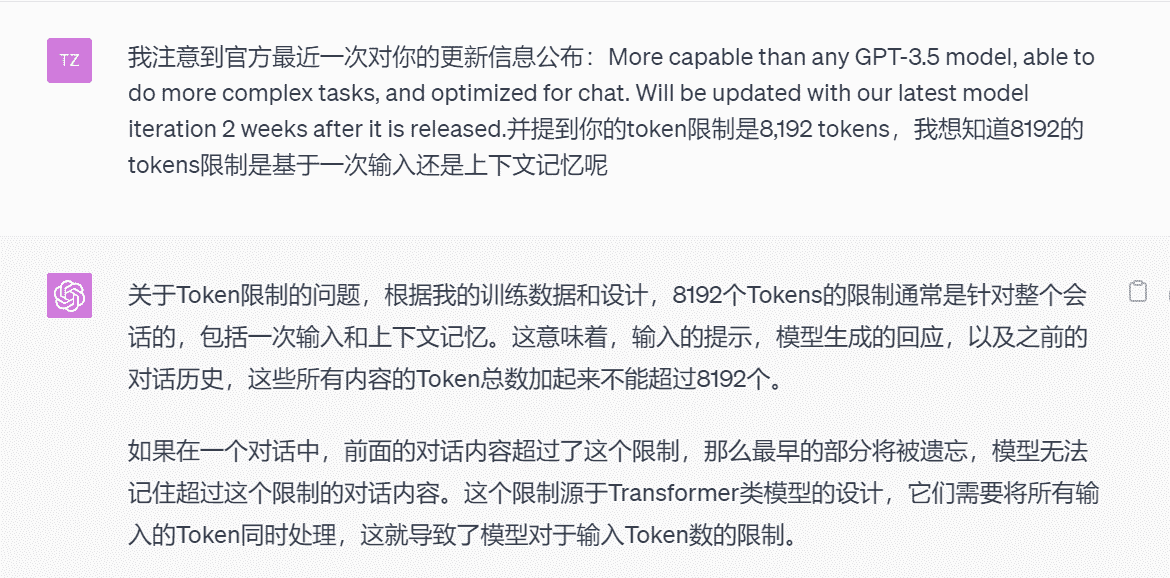 TZ
我注意到官方最近一次对你的更新信息公布：More capable than any GPT-3.5 model, able to
do more complex tasks, and optimized for chat. Will be updated with our latest model
iteration 2 weeks after it is released.并提到你的token限制是8,192 tokens，我想知道8192的
tokens限制是基于一次输入还是上下文记忆呢
关于Token限制的问题，根据我的训练数据和设计，8192个Tokens的限制通常是针对整个会
话的，包括一次输入和上下文记忆。这意味着，输入的提示，模型生成的回应，以及之前的
对话历史，这些所有内容的Token总数加起来不能超过8192个。
如果在一个对话中，前面的对话内容超过了这个限制，那么最早的部分将被遗忘，模型无法
记住超过这个限制的对话内容。这个限制源于Transformer类模型的设计，它们需要将所有输
入的Token同时处理，这就导致了模型对于输入Token数的限制。